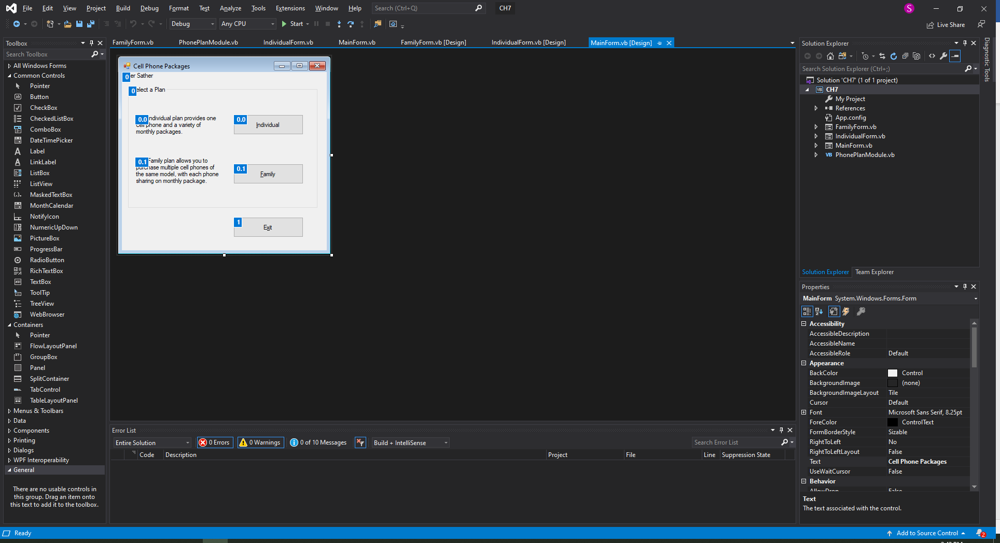 File Edit View Project Build Debug Format Test Analyze Tools Extensions Window Help Search (Ctrl+Q) CH7 S
Debug Any CPU Start Live Share
Toolbox
Search Toolbox
All Windows Forms
Common Controls
Pointer
Button
CheckBox
CheckedListBox
ComboBox
DateTimePicker
Label
LinkLabel
ListBox
ListView
MaskedTextBox
MonthCalendar
NotifyIcon
NumericUpDown
PictureBox
ProgressBar
RadioButton
RichTextBox
TextBox
ToolTip
TreeView
WebBrowser
Containers
Pointer
FlowLayoutPanel
GroupBox
Panel
SplitContainer
TabControl
TableLayoutPanel
Menus & Toolbars
Data
Components
Printing
Dialogs
WPF Interoperability
General
There are no usable controls in
this group. Drag an item onto
this text to add it to the toolbox.
FamilyForm.vb PhonePlanModule.vb IndividualForm.vb MainForm.vb FamilyForm.vb [Design] IndividualForm.vb [Design] MainForm.vb [Design]
Cell Phone Packages
0 er Sather
0 elect a Plan
0.0 ndividual plan provides one
cell phone and a variety of
monthly packages.
0.0 Individual
0.1 Family plan allows you to
purchase multiple cell phones of
the same model, with each phone
sharing on monthly package.
0.1 Family
1 Exit
Error List
Entire Solution 0 Errors 0 Warnings 0 of 10 Messages Build + IntelliSense Search Error List
Code Description Project File Line Suppression State
Solution Explorer
Search Solution Explorer (Ctrl+;)
Solution 'CH7' (1 of 1 project)
VB CH7
My Project
References
App.config
FamilyForm.vb
IndividualForm.vb
MainForm.vb
VB PhonePlanModule.vb
Solution Explorer Team Explorer
Properties
MainForm System.Windows.Forms.Form
Accessibility
AccessibleDescription
AccessibleName
AccessibleRole Default
Appearance
BackColor Control
BackgroundImage (none)
BackgroundImageLayout Tile
Cursor Default
Font Microsoft Sans Serif, 8.25pt
ForeColor ControlText
FormBorderStyle Sizable
RightToLeft No
RightToLeftLayout False
Text Cell Phone Packages
UseWaitCursor False
Behavior
AllowDrop False
Text
The text associated with the control.
Diagnostic Tools
Ready Add to Source Control 2